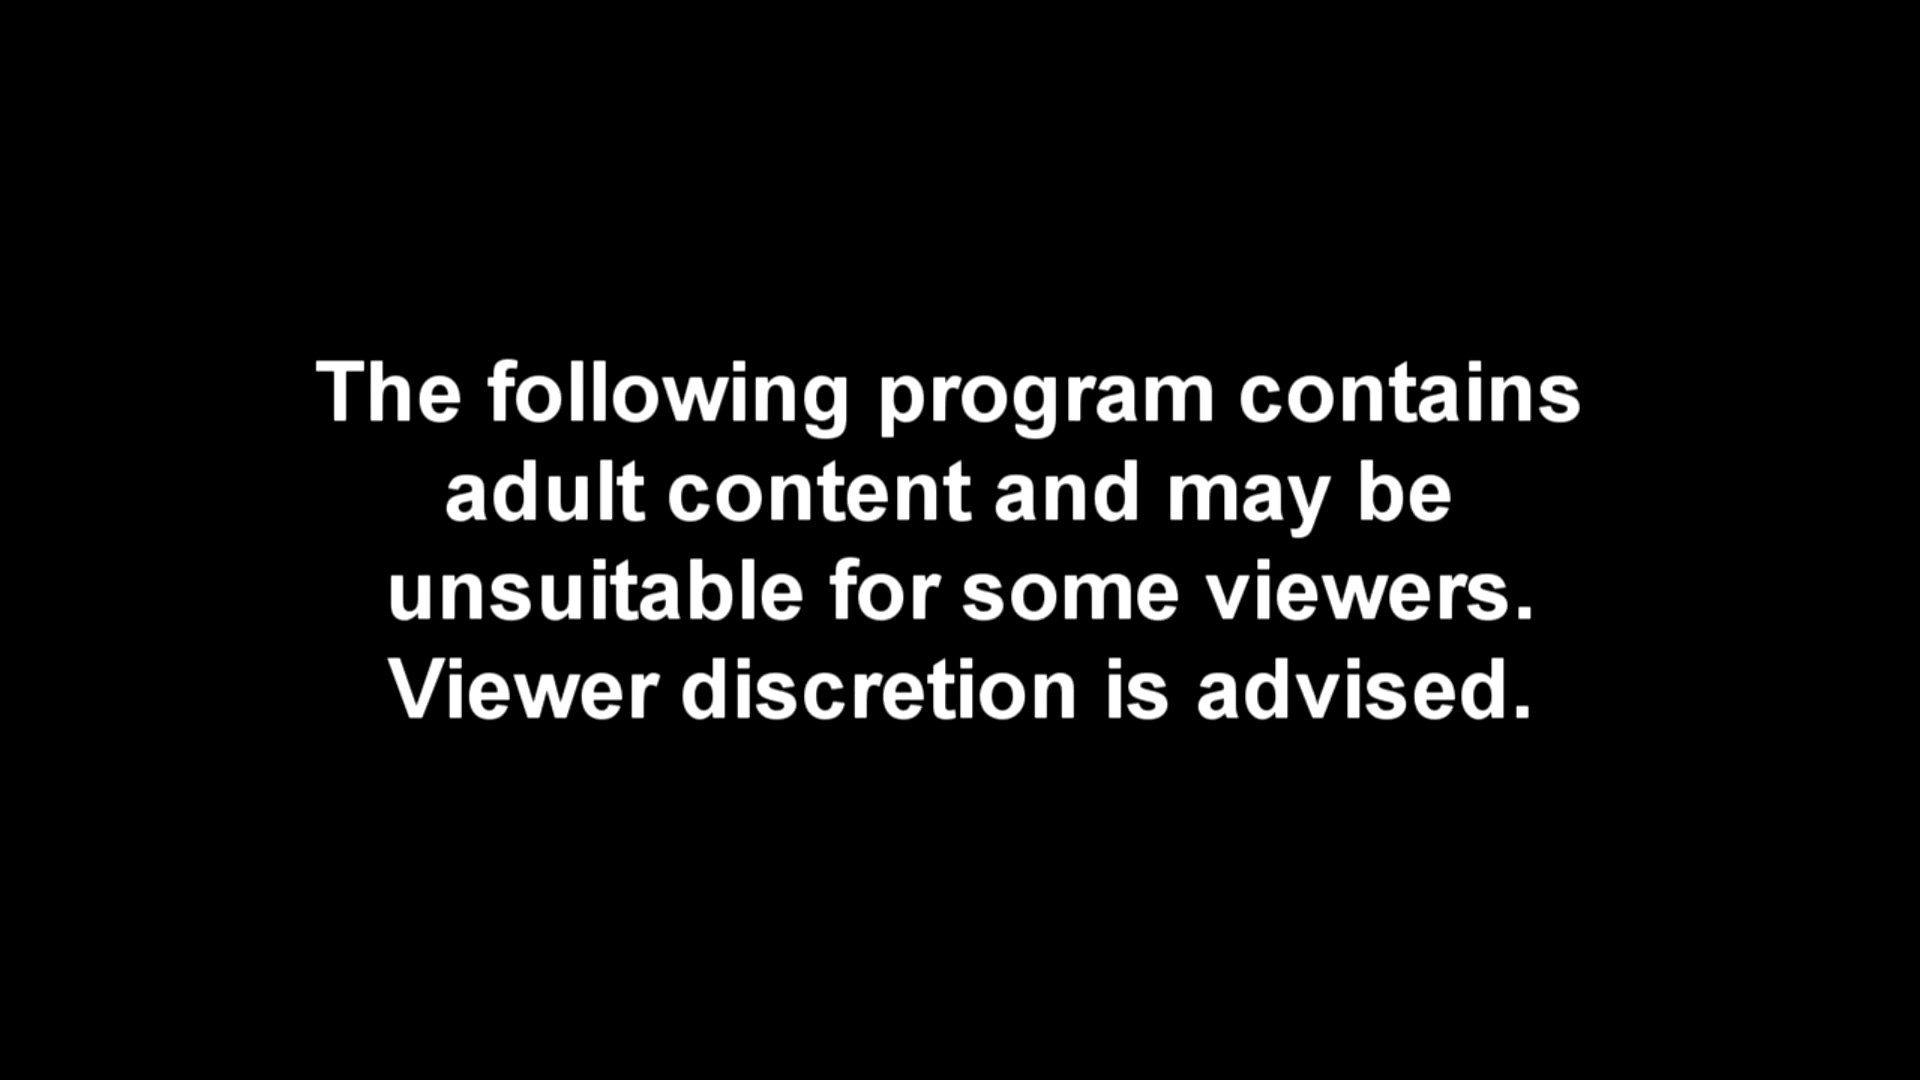 The following program contains
adult content and may be
unsuitable for some viewers.
Viewer discretion is advised.